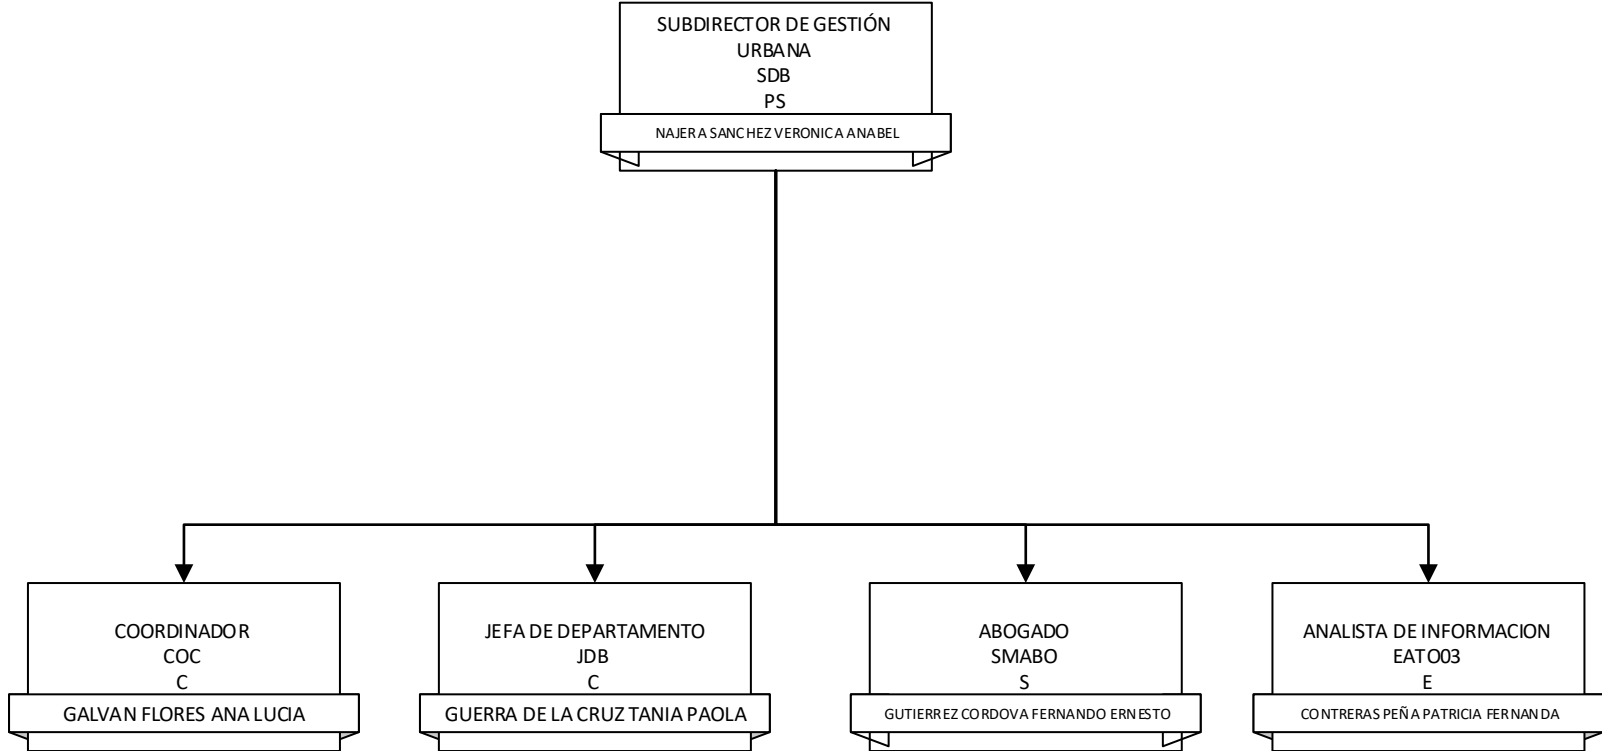 SUBDIRECTOR DE GESTIÓN
URBANA
SDB
PS
NAJERA SANCHEZ VERONICA ANABEL
COORDINADOR
COC
C
GALVAN FLORES ANA LUCIA
JEFA DE DEPARTAMENTO
JDB
C
GUERRA DE LA CRUZ TANIA PAOLA
ABOGADO
SMABO
S
GUTIERREZ CORDOVA FERNANDO ERNESTO
ANALISTA DE INFORMACION
EATO03
E
CONTRERAS PEÑA PATRICIA FERNANDA